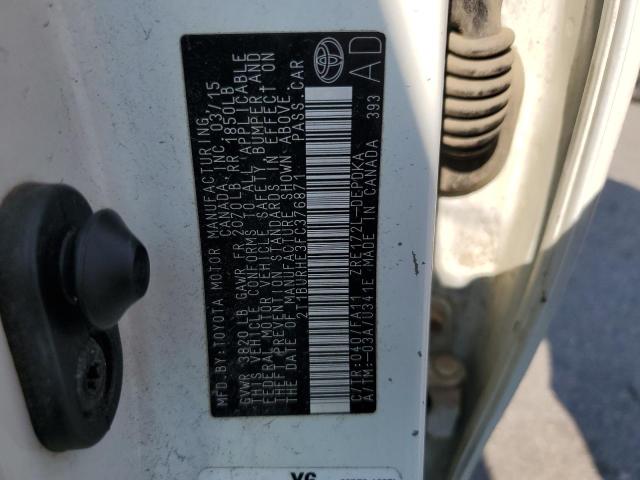 MFD.BY:TOYOTA MOTOR MANUFACTURING
CANADA INC. 03/15
GVWR 3820 LB GAWR FR 2070LB RR 1850LB
THIS VEHICLE CONFORMS TO ALL APPLICABLE
FEDERAL MOTOR VEHICLE SAFETY BUMPER, AND
THEFT PREVENTION STANDARDS IN EFFECT ON
THE DATE OF MANUFACTURE SHOWN ABOVE.
2T1BURHE3FC376871 PASS.CAR
C/TR:040/FA11 ZRE172L-DEPDKA
A/TM:-03A/U341E MADE IN CANADA 393
AD